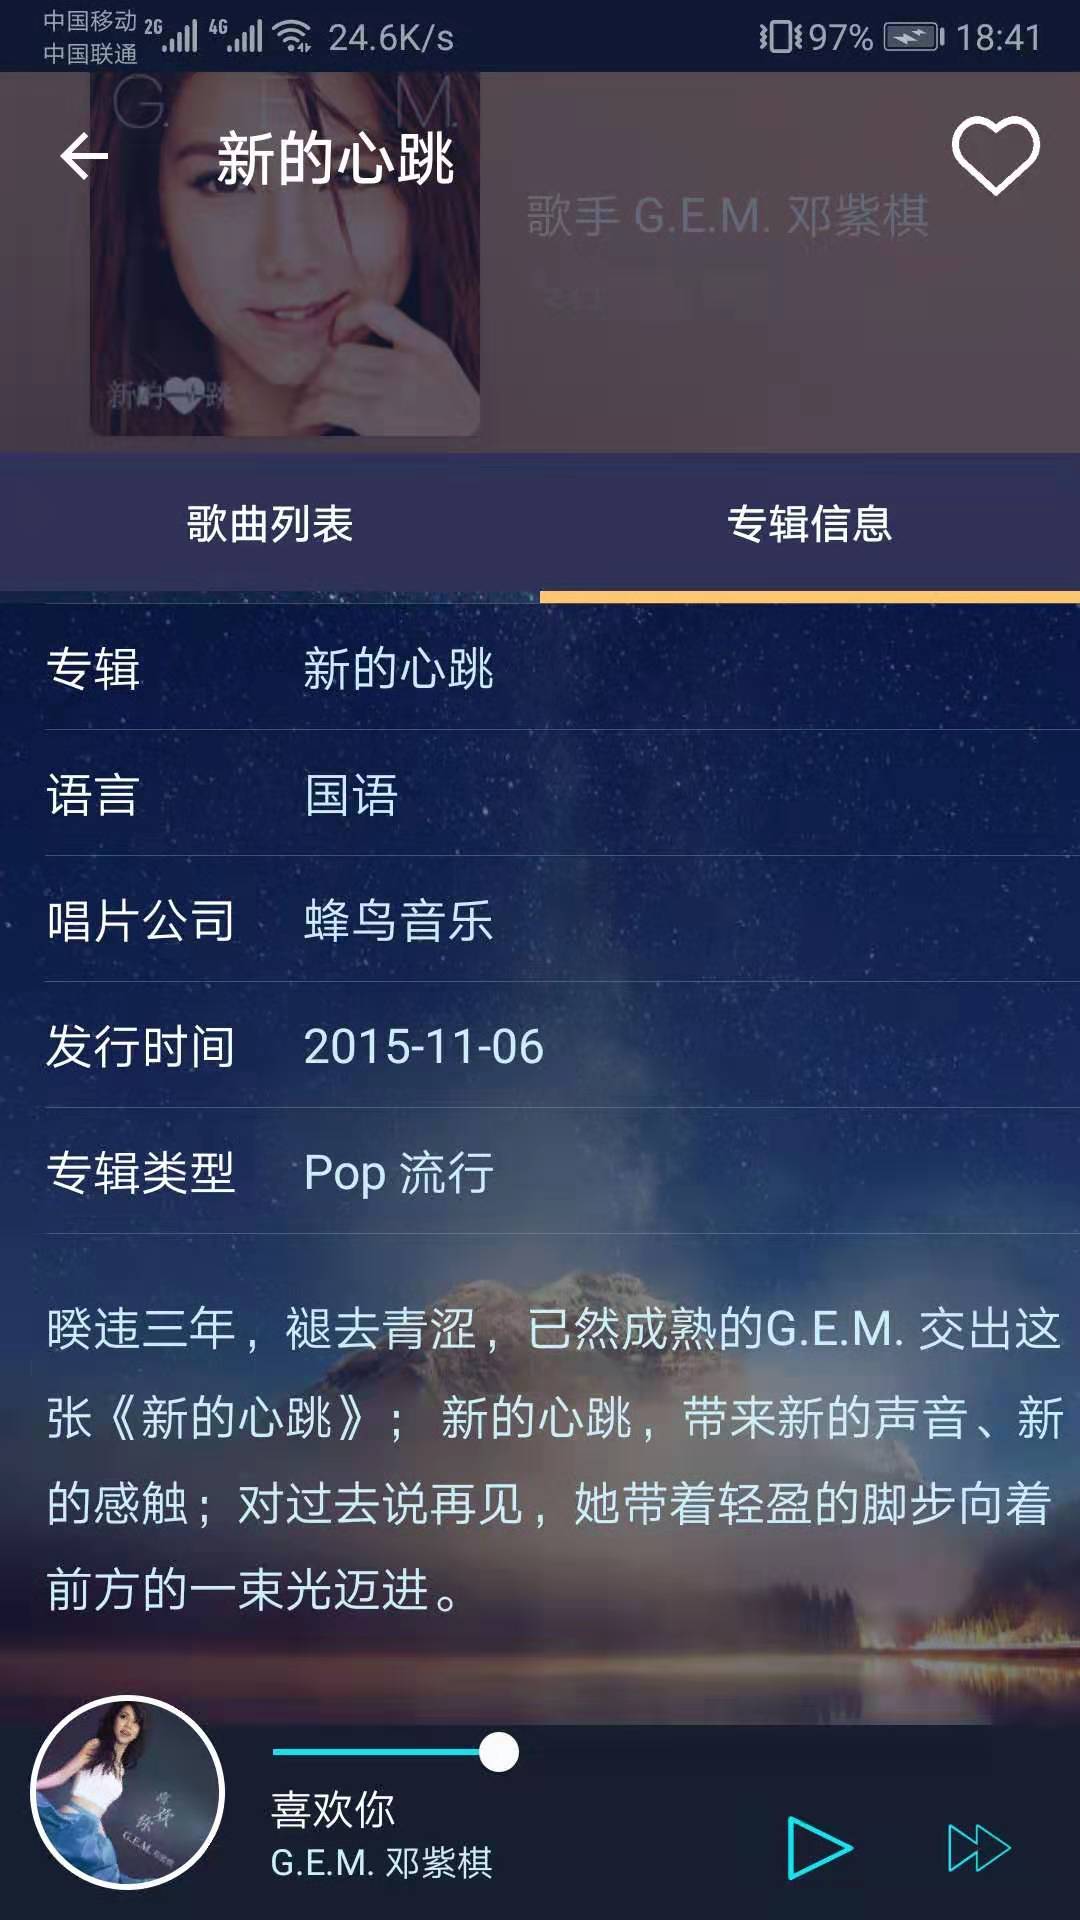 中国移动 2G 4G 24.6K/s 97% 18:41
中国联通
G.E.M.
新的心跳
歌手 G.E.M. 邓紫棋
新的 跳
歌曲列表 专辑信息
专辑 新的心跳
语言 国语
唱片公司 蜂鸟音乐
发行时间 2015-11-06
专辑类型 Pop 流行
暌违三年，褪去青涩，已然成熟的G.E.M. 交出这
张《新的心跳》； 新的心跳，带来新的声音、新
的感触；对过去说再见，她带着轻盈的脚步向着
前方的一束光迈进。
喜欢你
G.E.M. 邓紫棋
G.E.M. 邓紫棋